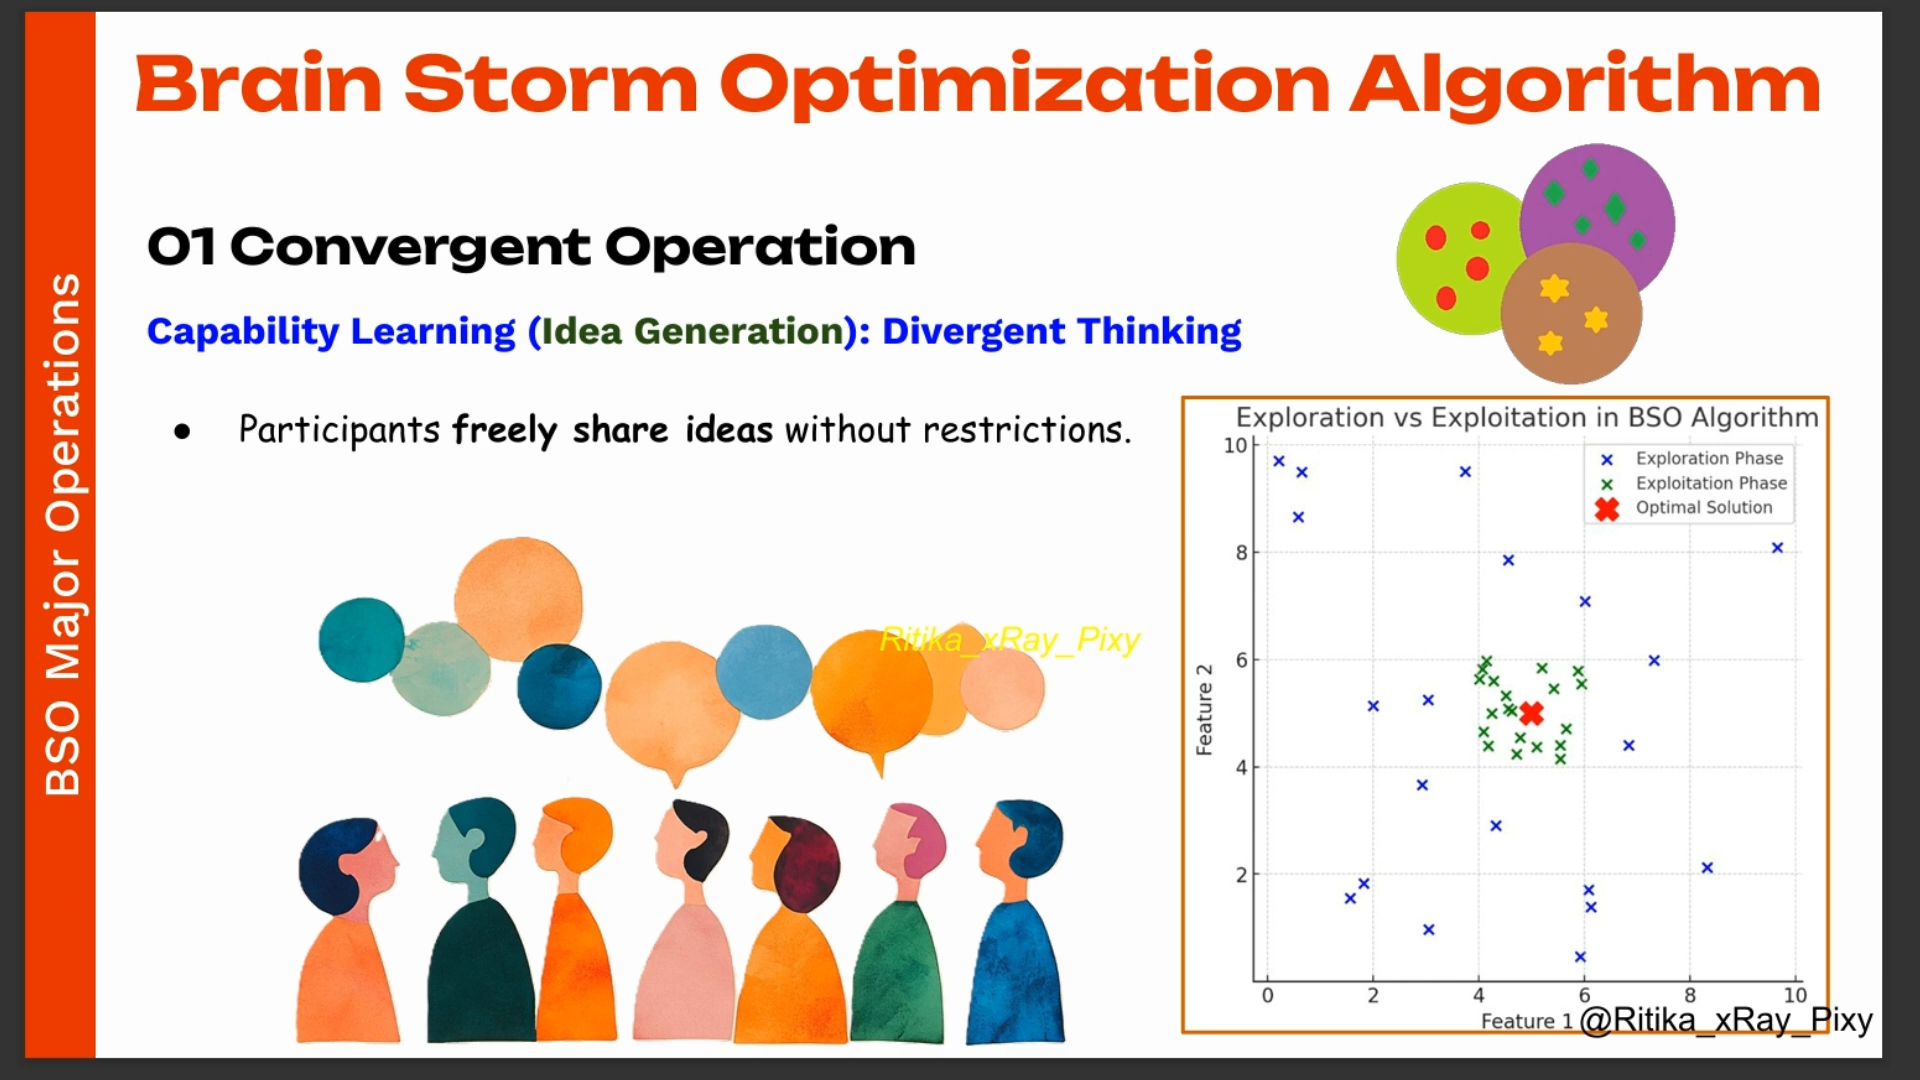 Brain Storm Optimization Algorithm
BSO Major Operations
01 Convergent Operation
Capability Learning (Idea Generation): Divergent Thinking
● Participants freely share ideas without restrictions.
Ritika_xRay_Pixy
Exploration vs Exploitation in BSO Algorithm
Exploration Phase
Exploitation Phase
Optimal Solution
10
8
6
4
2
Feature 2
0 2 4 6 8 10
Feature 1
@Ritika_xRay_Pixy